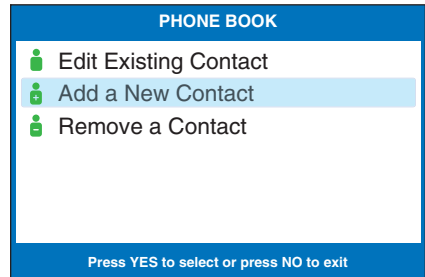 PHONE BOOK
Edit Existing Contact
Add a New Contact
Remove a Contact
Press YES to select or press NO to exit